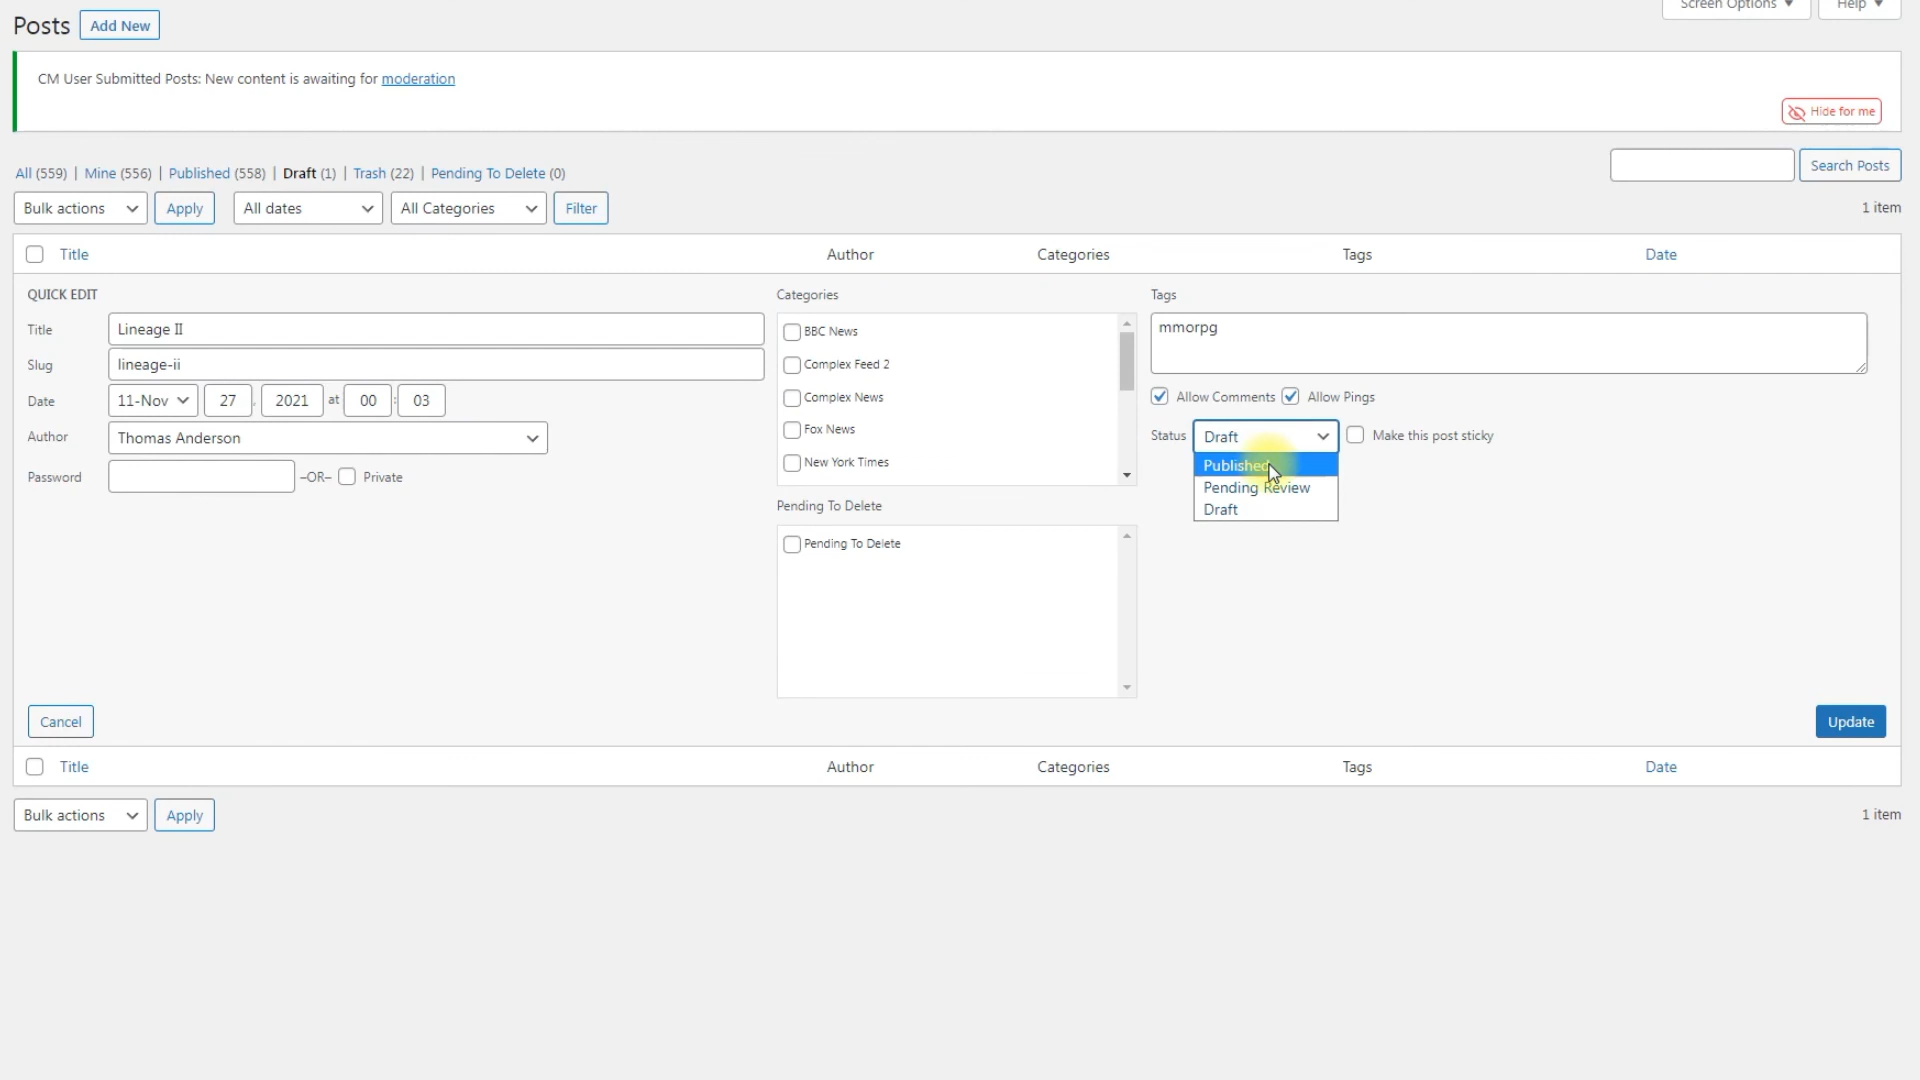 Screen Options ▼ Help ▼
Posts Add New
CM User Submitted Posts: New content is awaiting for moderation
Hide for me
All (559) | Mine (556) | Published (558) | Draft (1) | Trash (22) | Pending To Delete (0)
Search Posts
Bulk actions Apply All dates All Categories Filter 1 item
Title Author Categories Tags Date
QUICK EDIT
Title Lineage II
Slug lineage-ii
Date 11-Nov 27 , 2021 at 00 : 03
Author Thomas Anderson
Password –OR– Private
Categories
BBC News
Complex Feed 2
Complex News
Fox News
New York Times
Pending To Delete
Pending To Delete
Tags
mmorpg
Allow Comments Allow Pings
Status Draft Make this post sticky
Published
Pending Review
Draft
Cancel Update
Title Author Categories Tags Date
Bulk actions Apply 1 item